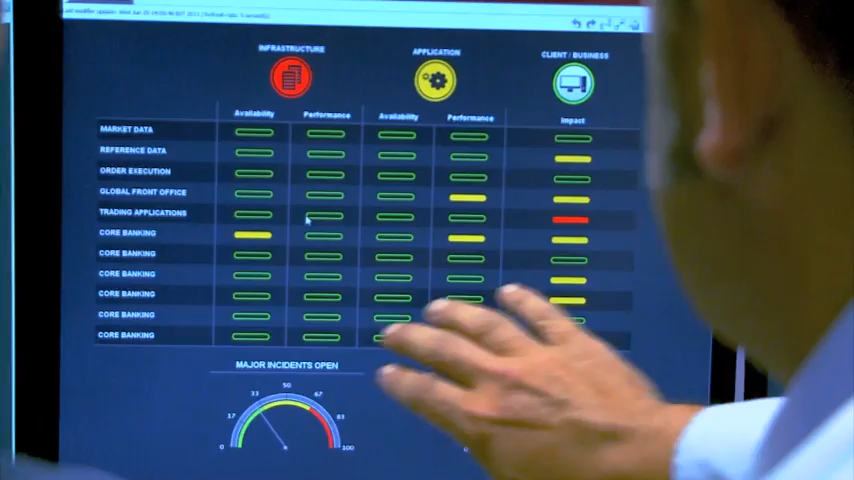 INFRASTRUCTURE
APPLICATION
CLIENT / BUSINESS
Availability Performance Availability Performance Impact
MARKET DATA
REFERENCE DATA
ORDER EXECUTION
GLOBAL FRONT OFFICE
TRADING APPLICATIONS
CORE BANKING
CORE BANKING
CORE BANKING
CORE BANKING
CORE BANKING
CORE BANKING
MAJOR INCIDENTS OPEN
0 17 33 50 67 83 100
0